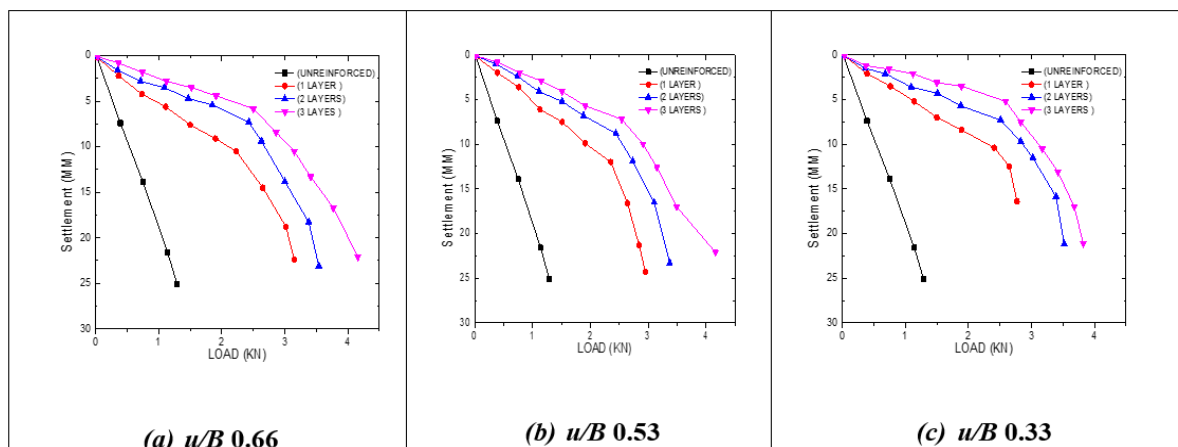 0
5
10
15
20
25
30
Settlement (MM)
0 1 2 3 4
LOAD (KN)
(UNREINFORCED)
(1 LAYER )
(2 LAYERS)
(3 LAYES )
(a) u/B 0.66
0
5
10
15
20
25
30
Settlement (MM)
0 1 2 3 4
LOAD (KN)
(UNREINFORCED)
(1 LAYER )
(2 LAYERS)
(3 LAYERS )
(b) u/B 0.53
0
5
10
15
20
25
30
Settlement (MM)
0 1 2 3 4
LOAD (KN)
(UNREINFORCED)
(1 LAYER )
(2 LAYERS)
(3 LAYERS )
(c) u/B 0.33